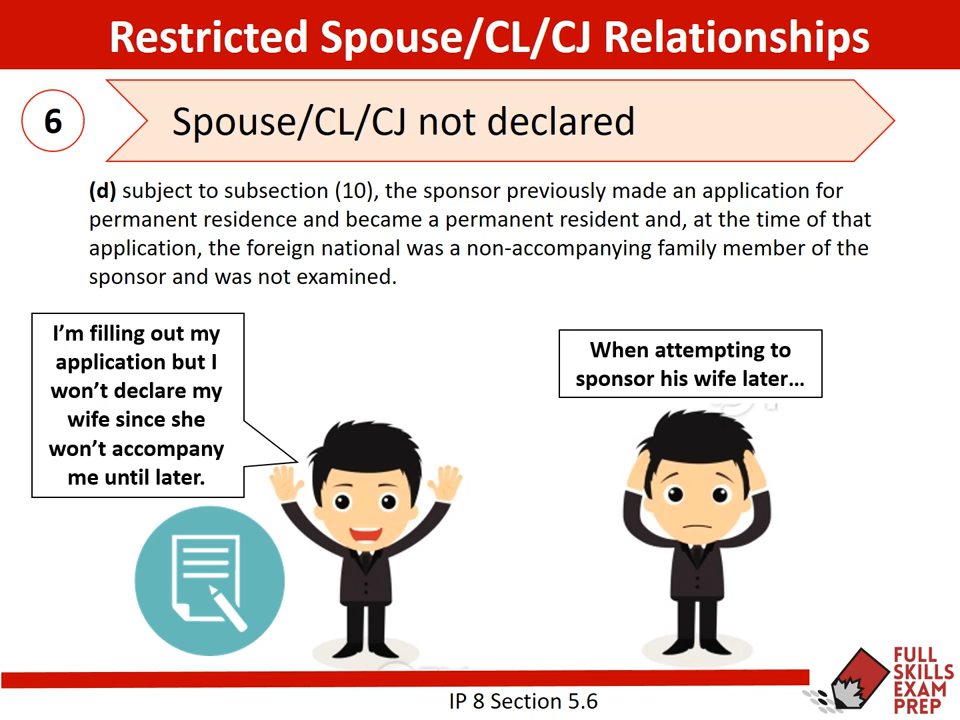 Restricted Spouse/CL/CJ Relationships
6
Spouse/CL/CJ not declared
(d) subject to subsection (10), the sponsor previously made an application for
permanent residence and became a permanent resident and, at the time of that
application, the foreign national was a non-accompanying family member of the
sponsor and was not examined.
I’m filling out my
application but I
won’t declare my
wife since she
won’t accompany
me until later.
When attempting to
sponsor his wife later…
IP 8 Section 5.6
FULL
SKILLS
EXAM
PREP